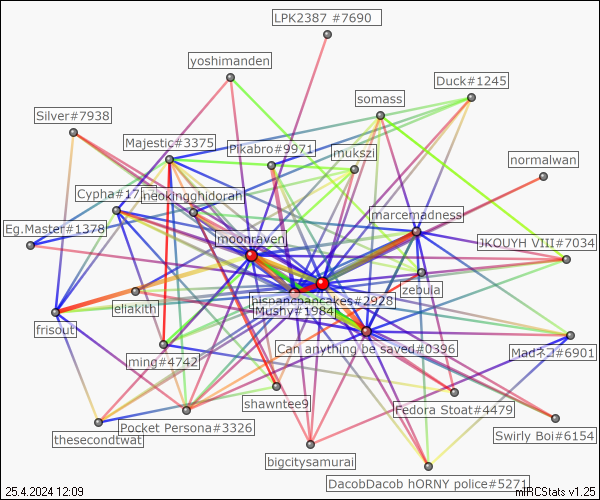 LPK2387 #7690
yoshimanden
Duck#1245
somass
Silver#7938
Majestic#3375
Pikabro#9971
mukszi
normalwan
Cypha#17
neokingghidorah
marcemadness
Eg.Master#1378
moonraven
JKOUYH VIII#7034
zebula
eliakith
hispanchancakes#2928
Mushy#1984
frisout
Can anything be saved#0396
Madネコ#6901
ming#4742
shawntee9
Fedora Stoat#4479
Pocket Persona#3326
thesecondtwat
Swirly Boi#6154
bigcitysamurai
DacobDacob hORNY police#5271
25.4.2024 12:09
mIRCStats v1.25